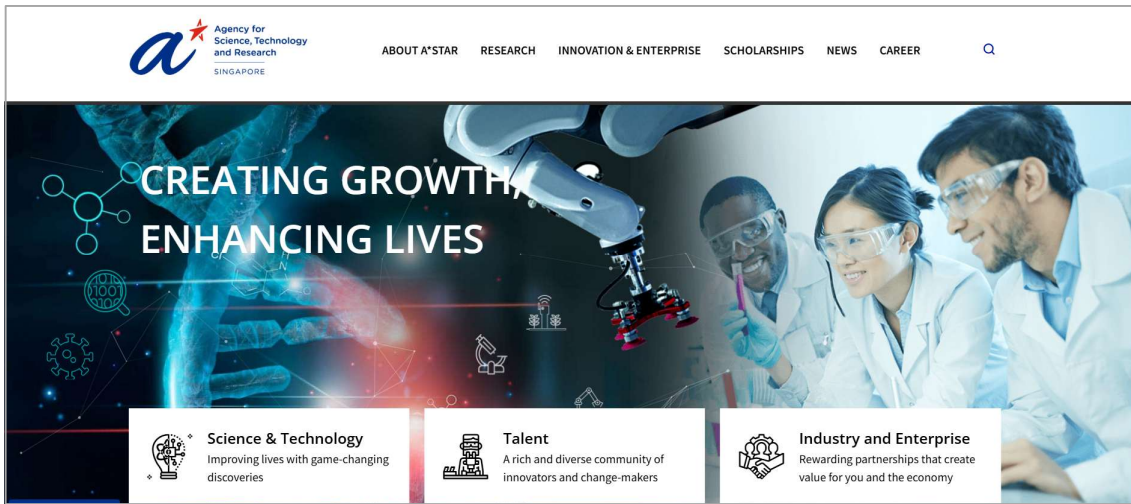 Agency for
Science, Technology
and Research
SINGAPORE
ABOUT A*STAR RESEARCH INNOVATION & ENTERPRISE SCHOLARSHIPS NEWS CAREER
CREATING GROWTH,
ENHANCING LIVES
Science & Technology
Improving lives with game-changing
discoveries
Talent
A rich and diverse community of
innovators and change-makers
Industry and Enterprise
Rewarding partnerships that create
value for you and the economy